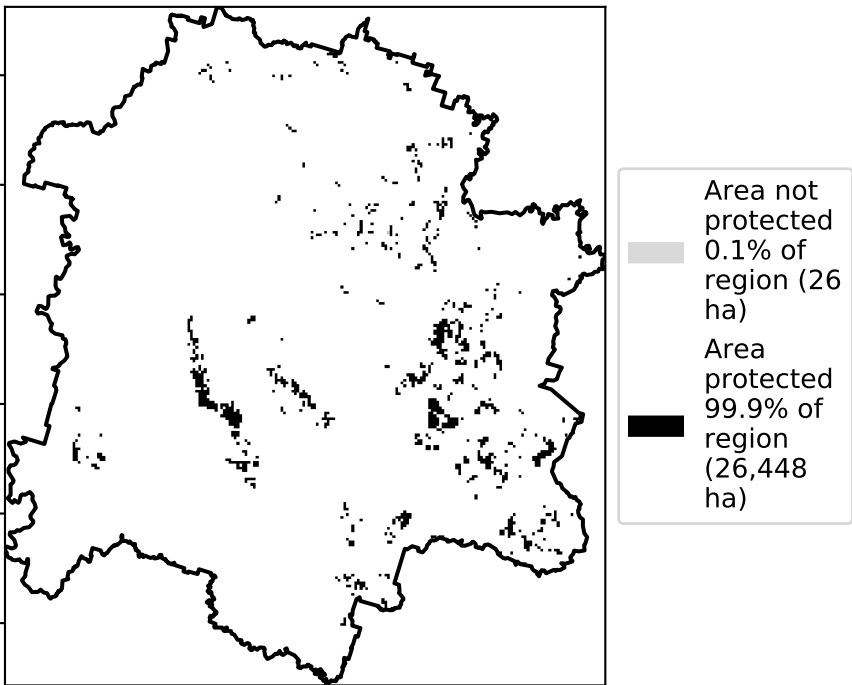 Area not
protected
0.1% of
region (26
ha)
Area
protected
99.9% of
region
(26,448
ha)